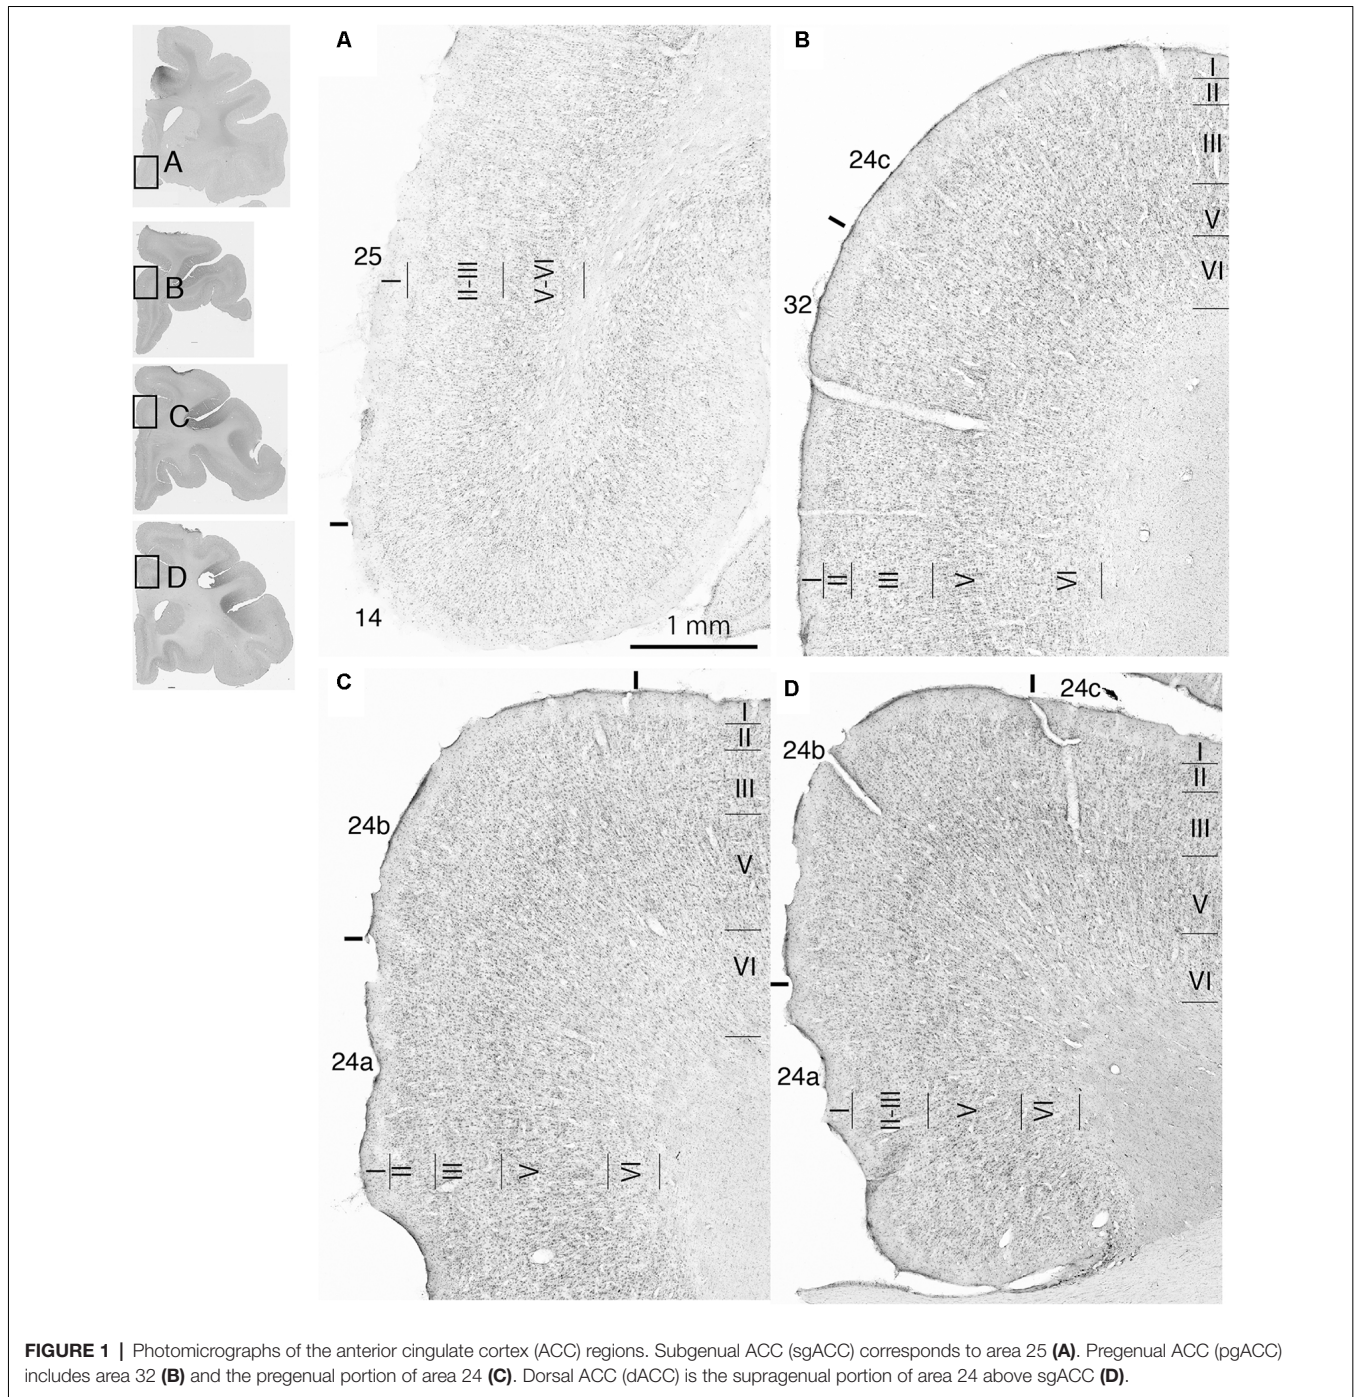 A
B
C
D
A
25
I
II-III
V-VI
14
1 mm
B
I
II
III
V
VI
24c
32
I
II
III
V
VI
C
I
II
III
V
VI
24b
24a
I
II
III
V
VI
D
24c
24b
I
II
III
V
VI
24a
I
II-III
V
VI
FIGURE 1 | Photomicrographs of the anterior cingulate cortex (ACC) regions. Subgenual ACC (sgACC) corresponds to area 25 (A). Pregenual ACC (pgACC)
includes area 32 (B) and the pregenual portion of area 24 (C). Dorsal ACC (dACC) is the supragenual portion of area 24 above sgACC (D).